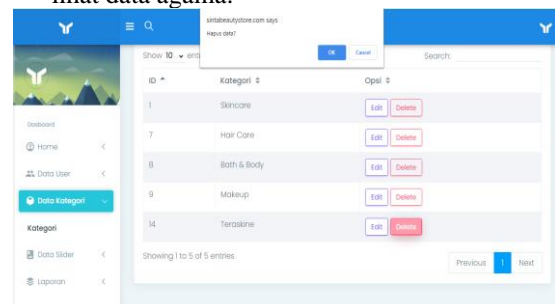 lihat data agama.
sintabeautystore.com says
Hapus data?
OK Cancel
Show 10 entri
Search:
ID Kategori Opsi
1 Skincare Edit Delete
7 Hair Care Edit Delete
8 Bath & Body Edit Delete
9 Makeup Edit Delete
14 Teraskine Edit Delete
Showing 1 to 5 of 5 entries
Previous 1 Next
Dashboard
Home
Data User
Data Kategori
Kategori
Data Slider
Laporan